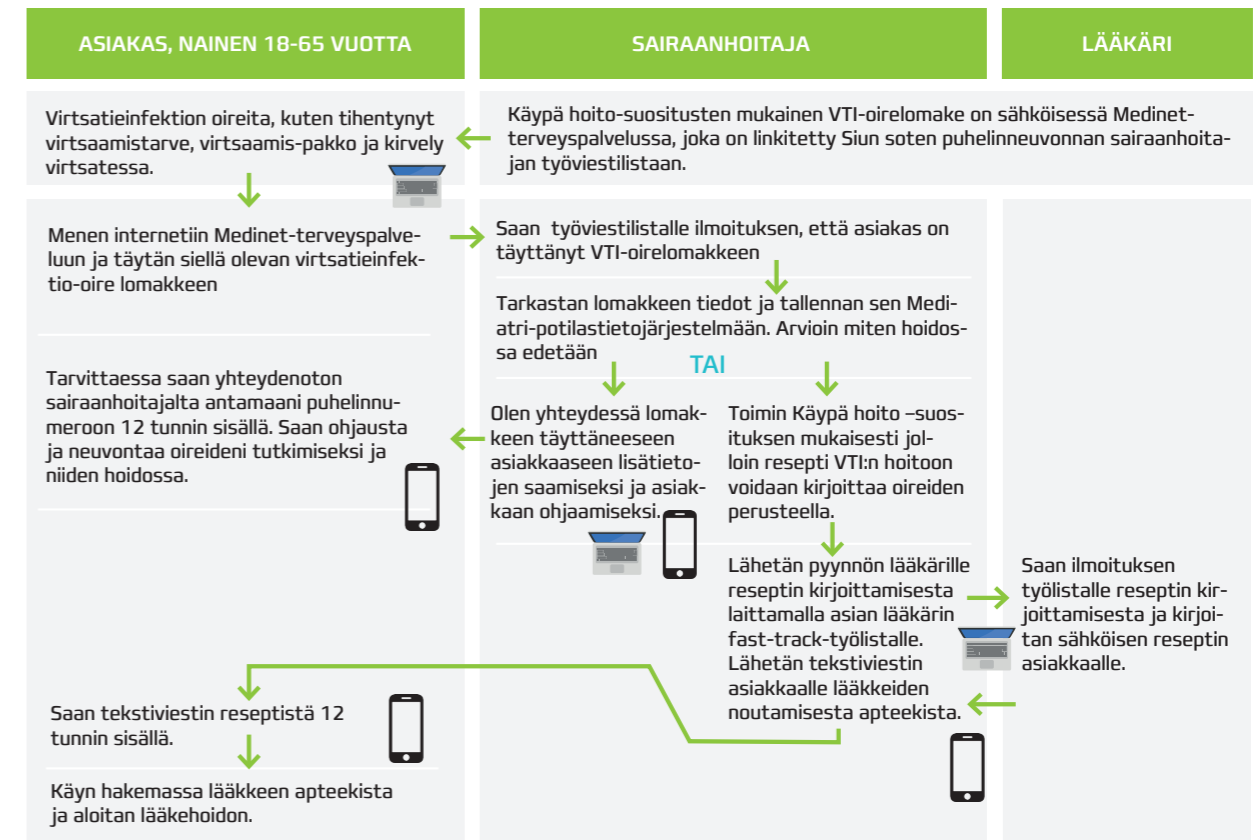 ASIAKAS, NAINEN 18-65 VUOTTA
SAIRAANHOITAJA
LÄÄKÄRI
Virtsatieinfektion oireita, kuten tihentynyt
virtsaamistarve, virtsaamis-pakko ja kirvely
virtsatessa.
Käypä hoito-suositusten mukainen VTI-oirelomake on sähköisessä Medinet-
terveyspalvelussa, joka on linkitetty Siun soten puhelinneuvonnan sairaanhoita-
jan työviestilistaan.
Menen internetiin Medinet-terveyspalve-
luun ja täytän siellä olevan virtsatieinfek-
tio-oire lomakkeen
Saan työviestilistalle ilmoituksen, että asiakas on
täyttänyt VTI-oirelomakkeen
Tarkastan lomakkeen tiedot ja tallennan sen Medi-
atri-potilastietojärjestelmään. Arvioin miten hoidos-
sa edetään
TAI
Tarvittaessa saan yhteydenoton
sairaanhoitajalta antamaani puhelinnu-
meroon 12 tunnin sisällä. Saan ohjausta
ja neuvontaa oireideni tutkimiseksi ja
niiden hoidossa.
Olen yhteydessä lomak-
keen täyttäneeseen
asiakkaaseen lisätieto-
jen saamiseksi ja asiak-
kaan ohjaamiseksi.
Toimin Käypä hoito –suos-
ituksen mukaisesti jol-
loin resepti VTI:n hoitoon
voidaan kirjoittaa oireiden
perusteella.
Lähetän pyynnön lääkärille
reseptin kirjoittamisesta
laittamalla asian lääkärin
fast-track-työlistalle.
Lähetän tekstiviestin
asiakkaalle lääkkeiden
noutamisesta apteekista.
Saan ilmoituksen
työlistalle reseptin kir-
joittamisesta ja kirjoi-
tan sähköisen reseptin
asiakkaalle.
Saan tekstiviestin reseptistä 12
tunnin sisällä.
Käyn hakemassa lääkkeen apteekista
ja aloitan lääkehoidon.